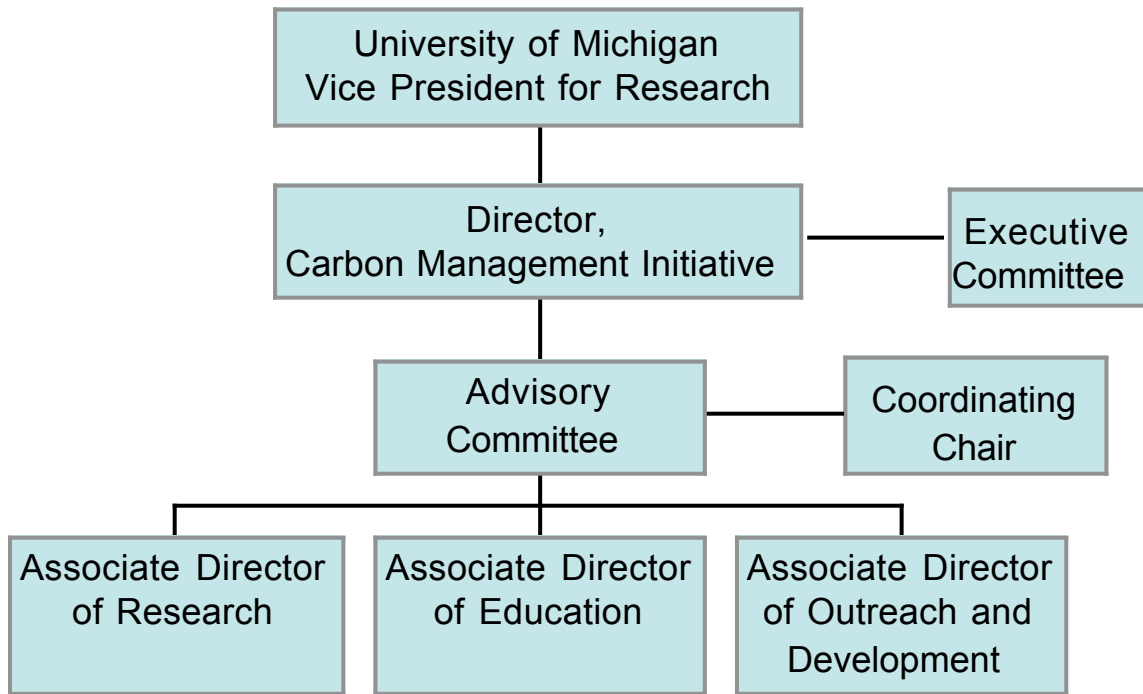 University of Michigan
Vice President for Research
Director,
Carbon Management Initiative
Executive
Committee
Advisory
Committee
Coordinating
Chair
Associate Director
of Research
Associate Director
of Education
Associate Director
of Outreach and
Development